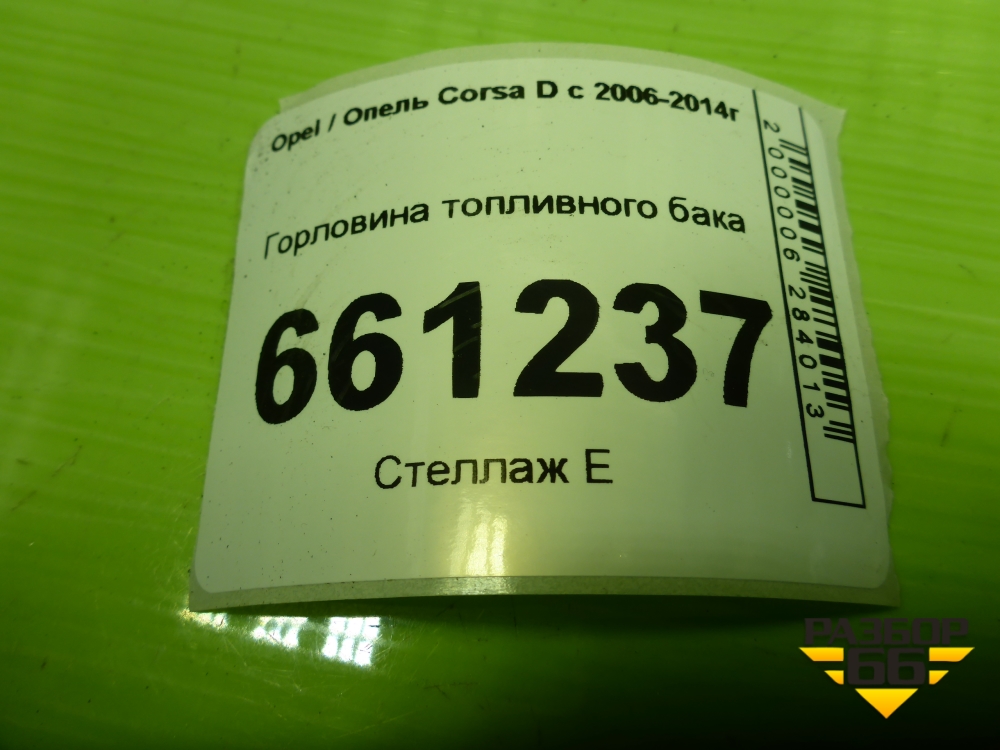 Opel / Опель Corsa D с 2006-2014г
Горловина топливного бака
661237
Стеллаж Е
2000006284013
РАЗБОР
66